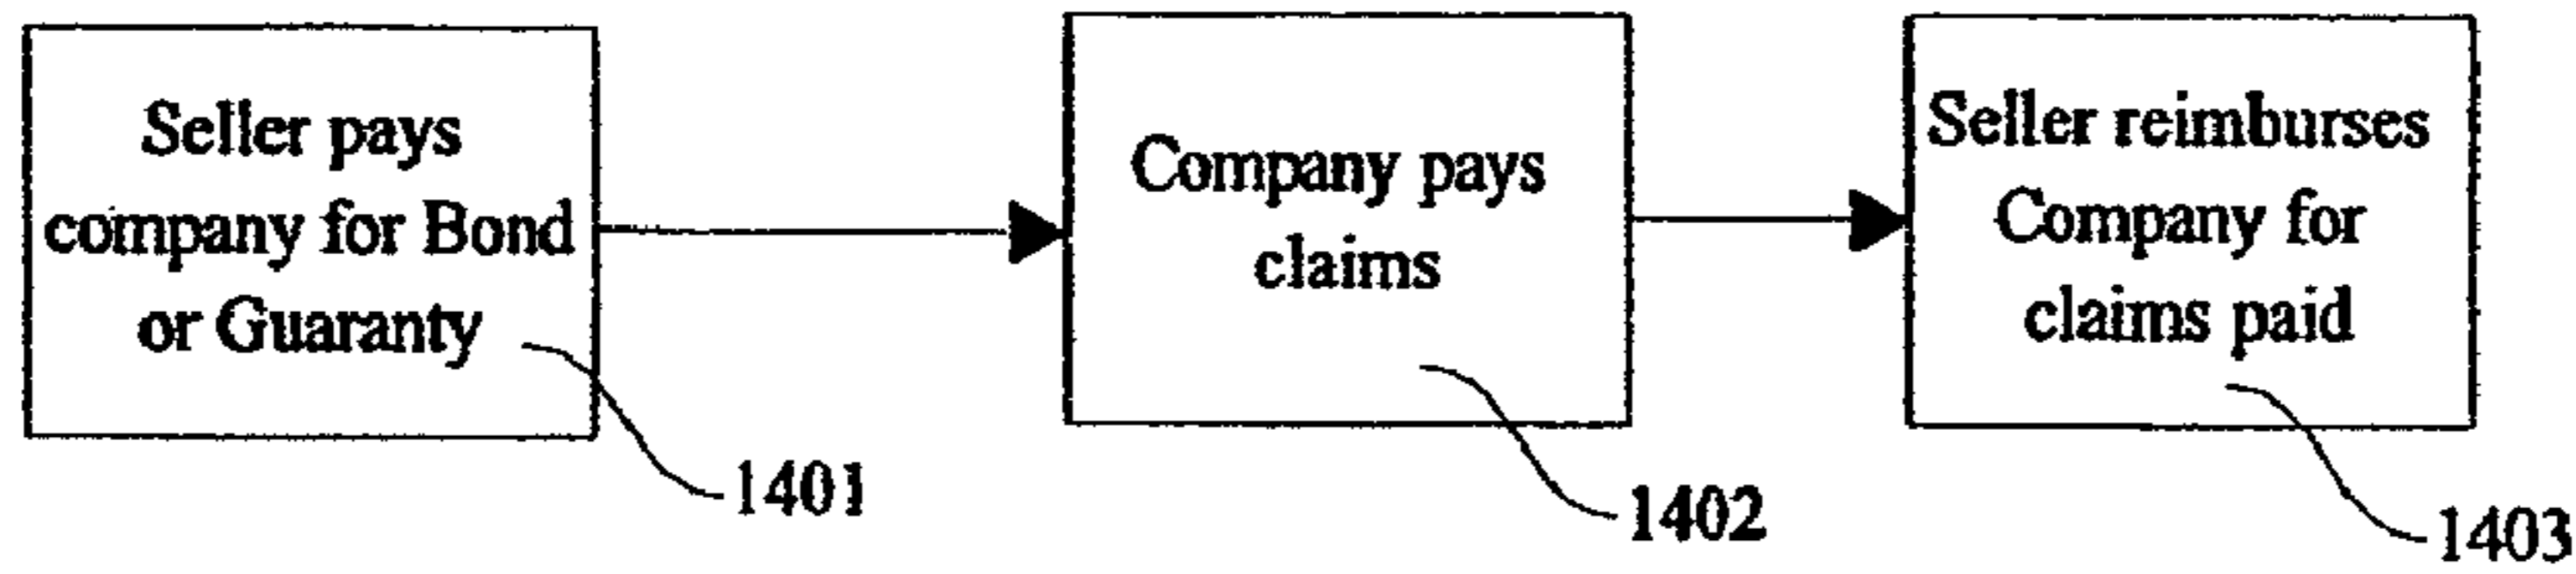 Seller pays
company for Bond
or Guaranty
1401
Company pays
claims
1402
Seller reimburses
Company for
claims paid
1403